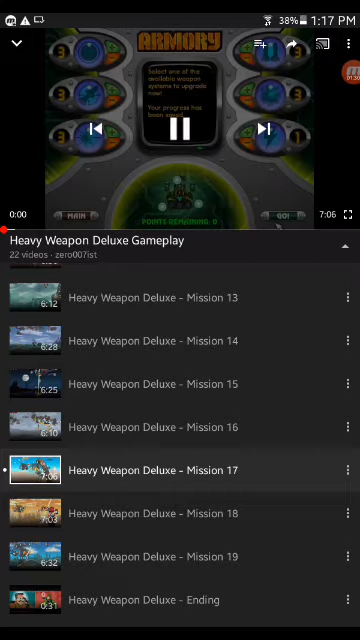 38% 1:17 PM
ARMORY
Select one of the
available weapon
systems to upgrade
now!
Your progress has
been saved.
1:30
MAIN
GO!
POINTS REMAINING: 0
0:00
7:06
Heavy Weapon Deluxe Gameplay
22 videos · zero007ist
6:12
Heavy Weapon Deluxe - Mission 13
6:28
Heavy Weapon Deluxe - Mission 14
6:25
Heavy Weapon Deluxe - Mission 15
6:10
Heavy Weapon Deluxe - Mission 16
7:06
Heavy Weapon Deluxe - Mission 17
7:03
Heavy Weapon Deluxe - Mission 18
6:32
Heavy Weapon Deluxe - Mission 19
0:31
Heavy Weapon Deluxe - Ending